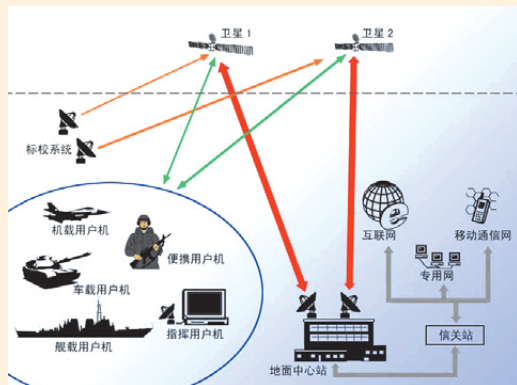 卫星 1
卫星 2
标校系统
机载用户机
便携用户机
车载用户机
舰载用户机
指挥用户机
互联网
移动通信网
专用网
信关站
地面中心站